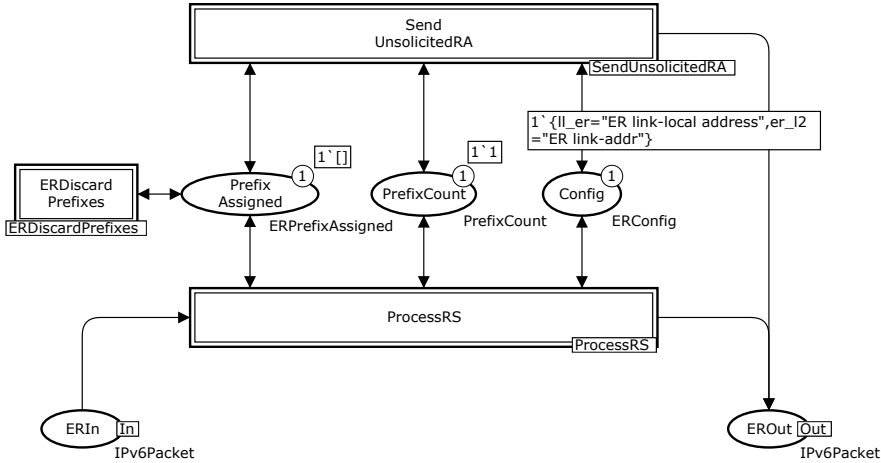 Send
UnsolicitedRA
SendUnsolicitedRA
1`{ll_er="ER link-local address",er_l2
="ER link-addr"}
1`[]
1`1
ERDiscard
Prefixes
ERDiscardPrefixes
Prefix
Assigned
1
ERPrefixAssigned
PrefixCount
1
PrefixCount
Config
1
ERConfig
ProcessRS
ProcessRS
ERIn
In
IPv6Packet
EROut
Out
IPv6Packet